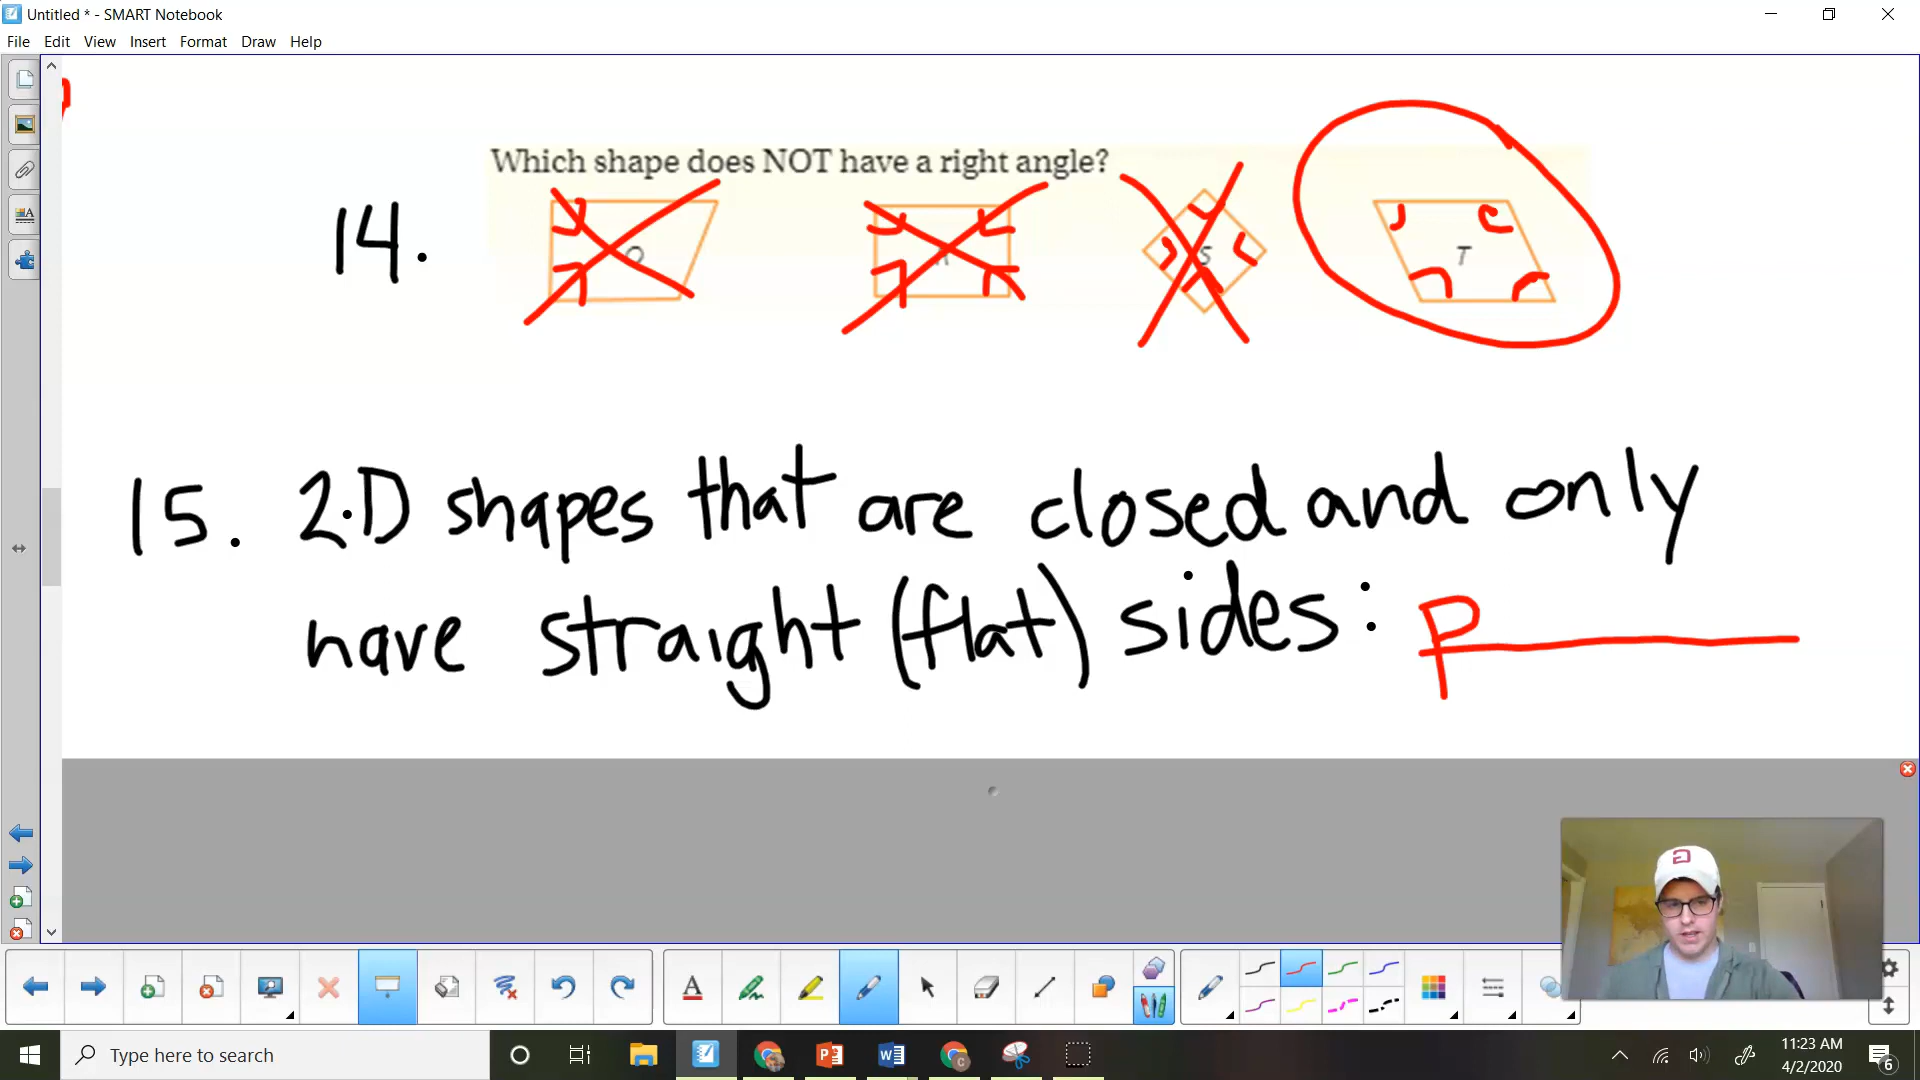 Untitled * - SMART Notebook
File Edit View Insert Format Draw Help
Which shape does NOT have a right angle?
14.
S
T
15. 2-D shapes that are closed and only
have straight (flat) sides: P
Type here to search
11:23 AM
4/2/2020
6